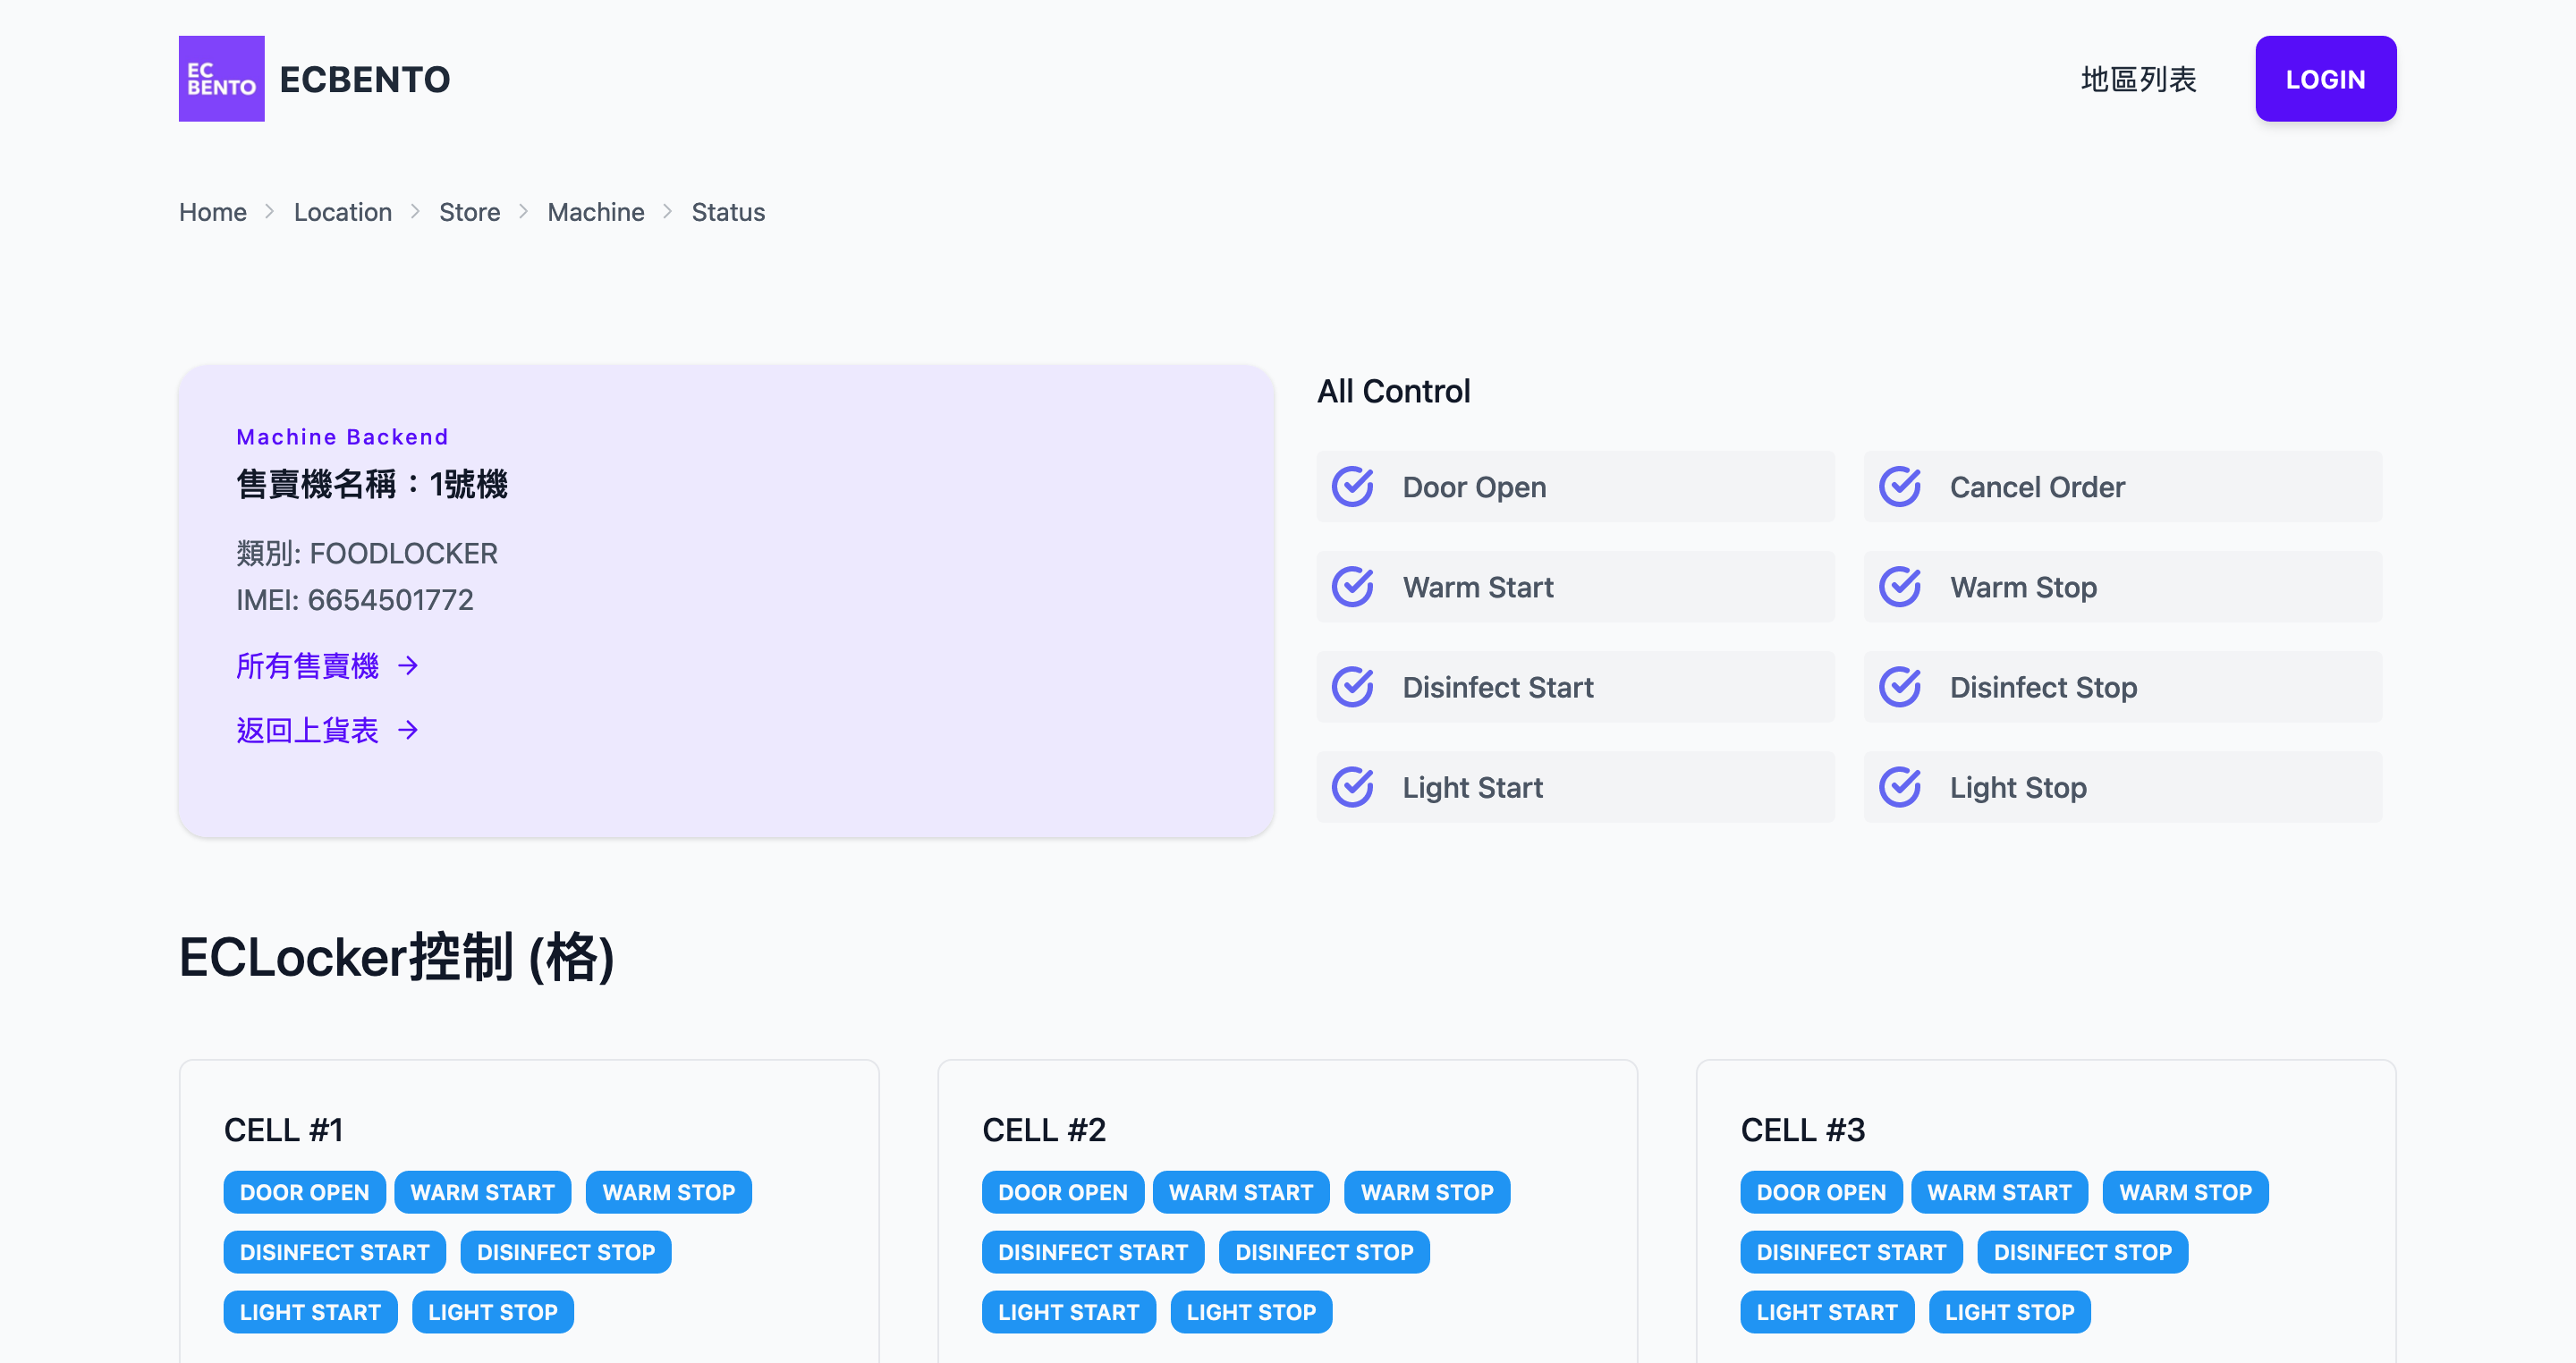 EC
BENTO
ECBENTO
地區列表
LOGIN
Home Location Store Machine Status
Machine Backend
售賣機名稱：1號機
類別: FOODLOCKER
IMEI: 6654501772
所有售賣機
返回上貨表
All Control
Door Open
Cancel Order
Warm Start
Warm Stop
Disinfect Start
Disinfect Stop
Light Start
Light Stop
ECLocker控制 (格)
CELL #1
DOOR OPEN WARM START WARM STOP
DISINFECT START DISINFECT STOP
LIGHT START LIGHT STOP
CELL #2
DOOR OPEN WARM START WARM STOP
DISINFECT START DISINFECT STOP
LIGHT START LIGHT STOP
CELL #3
DOOR OPEN WARM START WARM STOP
DISINFECT START DISINFECT STOP
LIGHT START LIGHT STOP